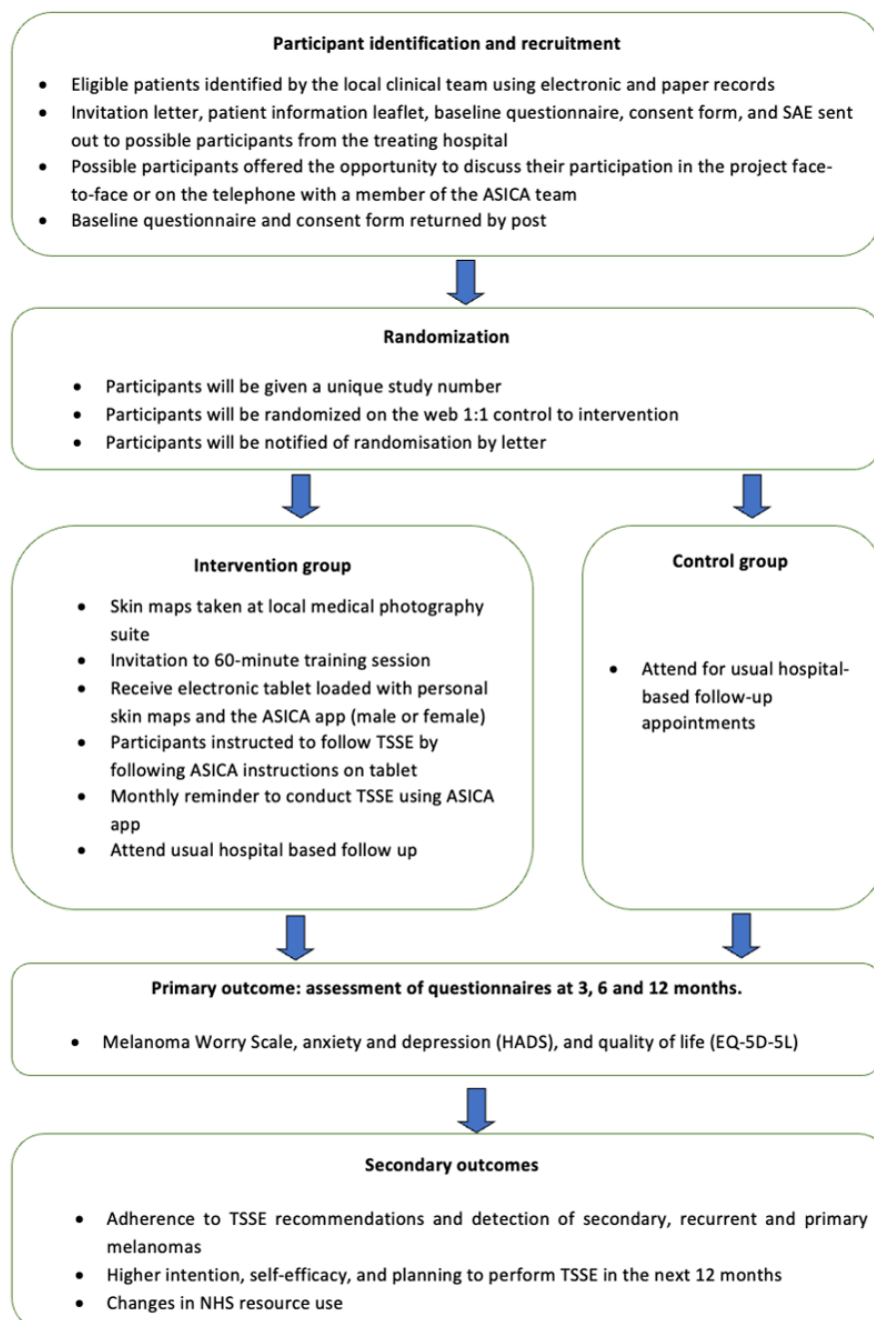 Participant identification and recruitment
• Eligible patients identified by the local clinical team using electronic and paper records
• Invitation letter, patient information leaflet, baseline questionnaire, consent form, and SAE sent
out to possible participants from the treating hospital
• Possible participants offered the opportunity to discuss their participation in the project face-
to-face or on the telephone with a member of the ASICA team
• Baseline questionnaire and consent form returned by post
Randomization
• Participants will be given a unique study number
• Participants will be randomized on the web 1:1 control to intervention
• Participants will be notified of randomisation by letter
Intervention group
• Skin maps taken at local medical photography
suite
• Invitation to 60-minute training session
• Receive electronic tablet loaded with personal
skin maps and the ASICA app (male or female)
• Participants instructed to follow TSSE by
following ASICA instructions on tablet
• Monthly reminder to conduct TSSE using ASICA
app
• Attend usual hospital based follow up
Control group
• Attend for usual hospital-
based follow-up
appointments
Primary outcome: assessment of questionnaires at 3, 6 and 12 months.
• Melanoma Worry Scale, anxiety and depression (HADS), and quality of life (EQ-5D-5L)
Secondary outcomes
• Adherence to TSSE recommendations and detection of secondary, recurrent and primary
melanomas
• Higher intention, self-efficacy, and planning to perform TSSE in the next 12 months
• Changes in NHS resource use